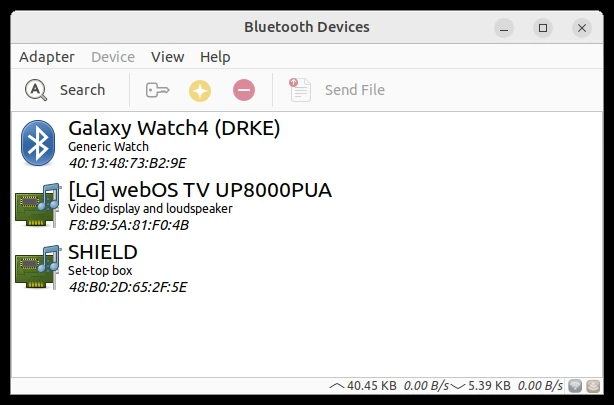 Bluetooth Devices
Adapter Device View Help
Search Send File
Galaxy Watch4 (DRKE)
Generic Watch
40:13:48:73:B2:9E
[LG] webOS TV UP8000PUA
Video display and loudspeaker
F8:B9:5A:81:F0:4B
SHIELD
Set-top box
48:B0:2D:65:2F:5E
40.45 KB 0.00 B/s 5.39 KB 0.00 B/s